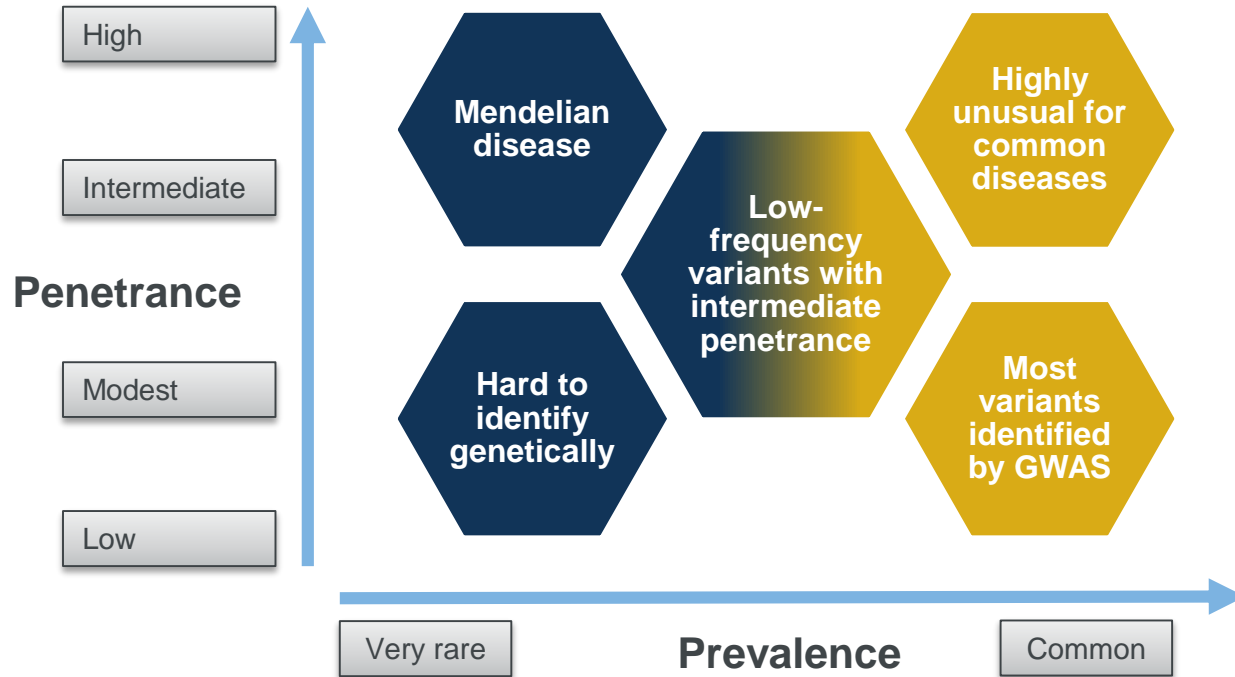 High
Intermediate
Penetrance
Modest
Low
Mendelian
disease
Highly
unusual for
common
diseases
Low-
frequency
variants with
intermediate
penetrance
Hard to
identify
genetically
Most
variants
identified
by GWAS
Very rare
Prevalence
Common